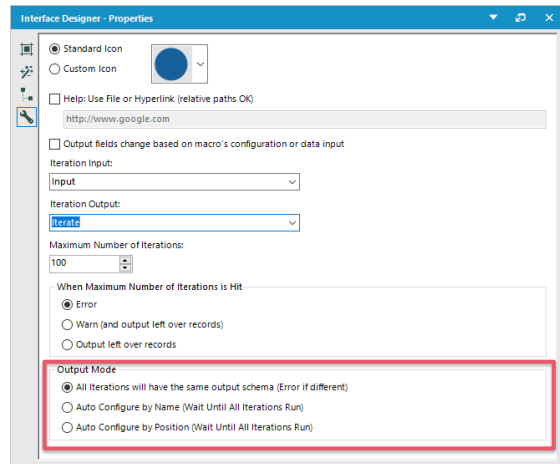 Interface Designer - Properties
Standard Icon
Custom Icon
Help: Use File or Hyperlink (relative paths OK)
http://www.google.com
Output fields change based on macro's configuration or data input
Iteration Input:
Input
Iteration Output:
Iterate
Maximum Number of Iterations:
100
When Maximum Number of Iterations is Hit
Error
Warn (and output left over records)
Output left over records
Output Mode
All Iterations will have the same output schema (Error if different)
Auto Configure by Name (Wait Until All Iterations Run)
Auto Configure by Position (Wait Until All Iterations Run)